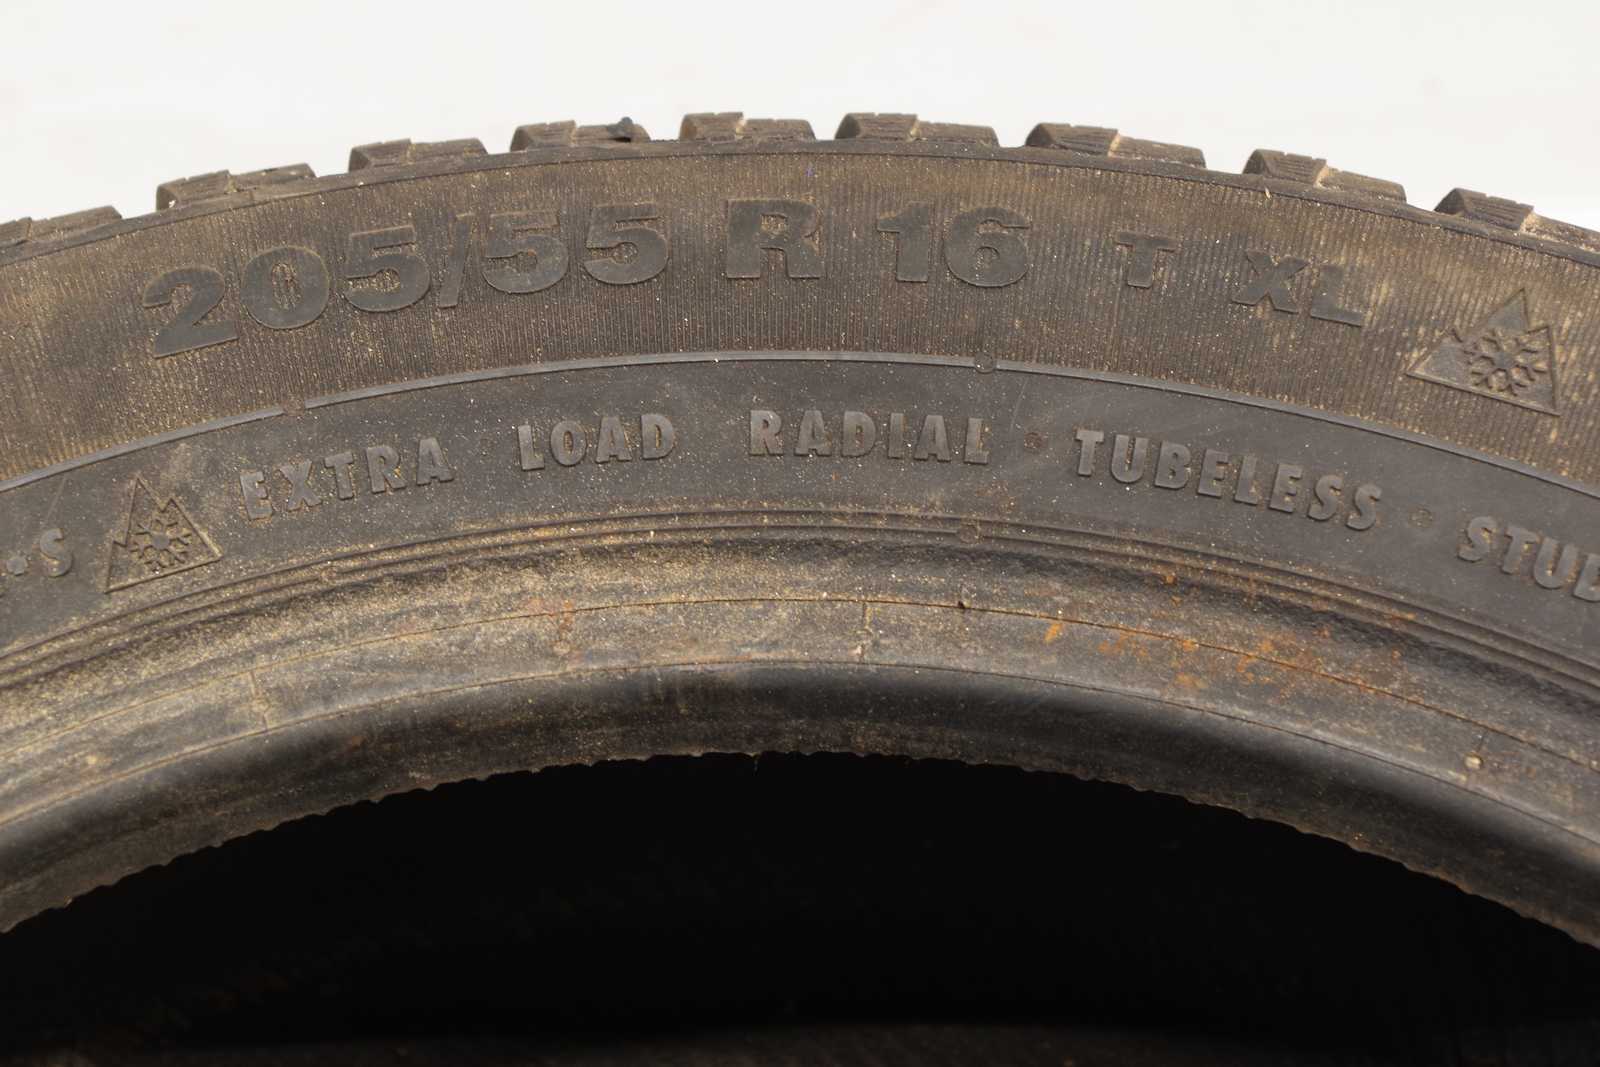 205/55 R 16 T XL
S EXTRA LOAD RADIAL TUBELESS